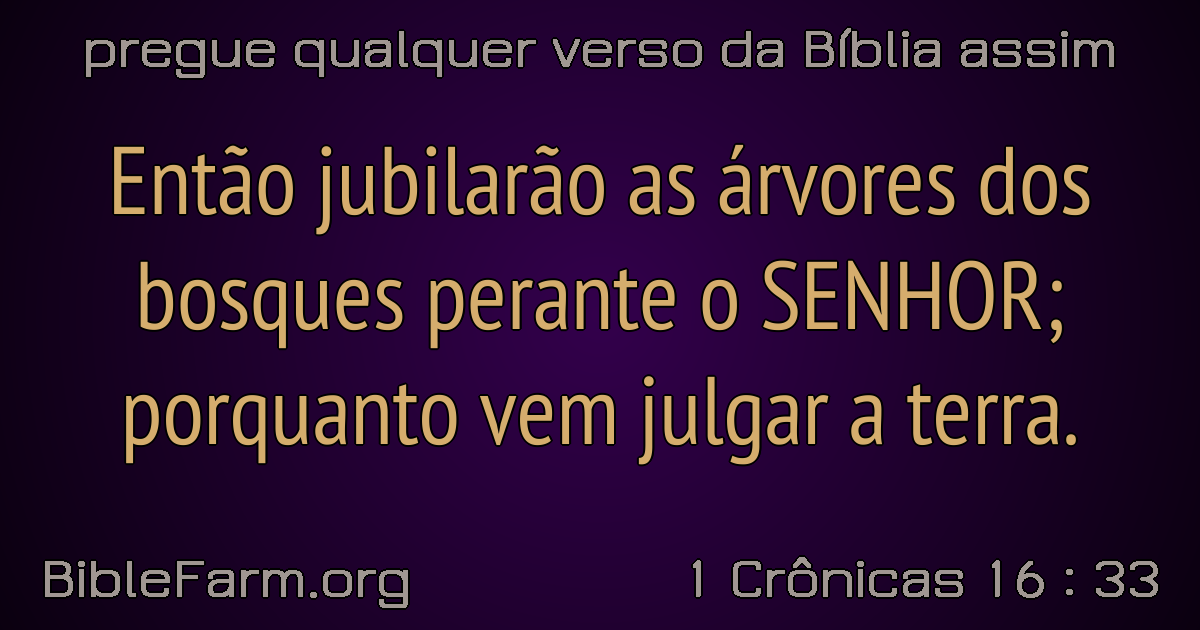 pregue qualquer verso da Bíblia assim
Então jubilarão as árvores dos
bosques perante o SENHOR;
porquanto vem julgar a terra.
BibleFarm.org
1 Crônicas 16 : 33